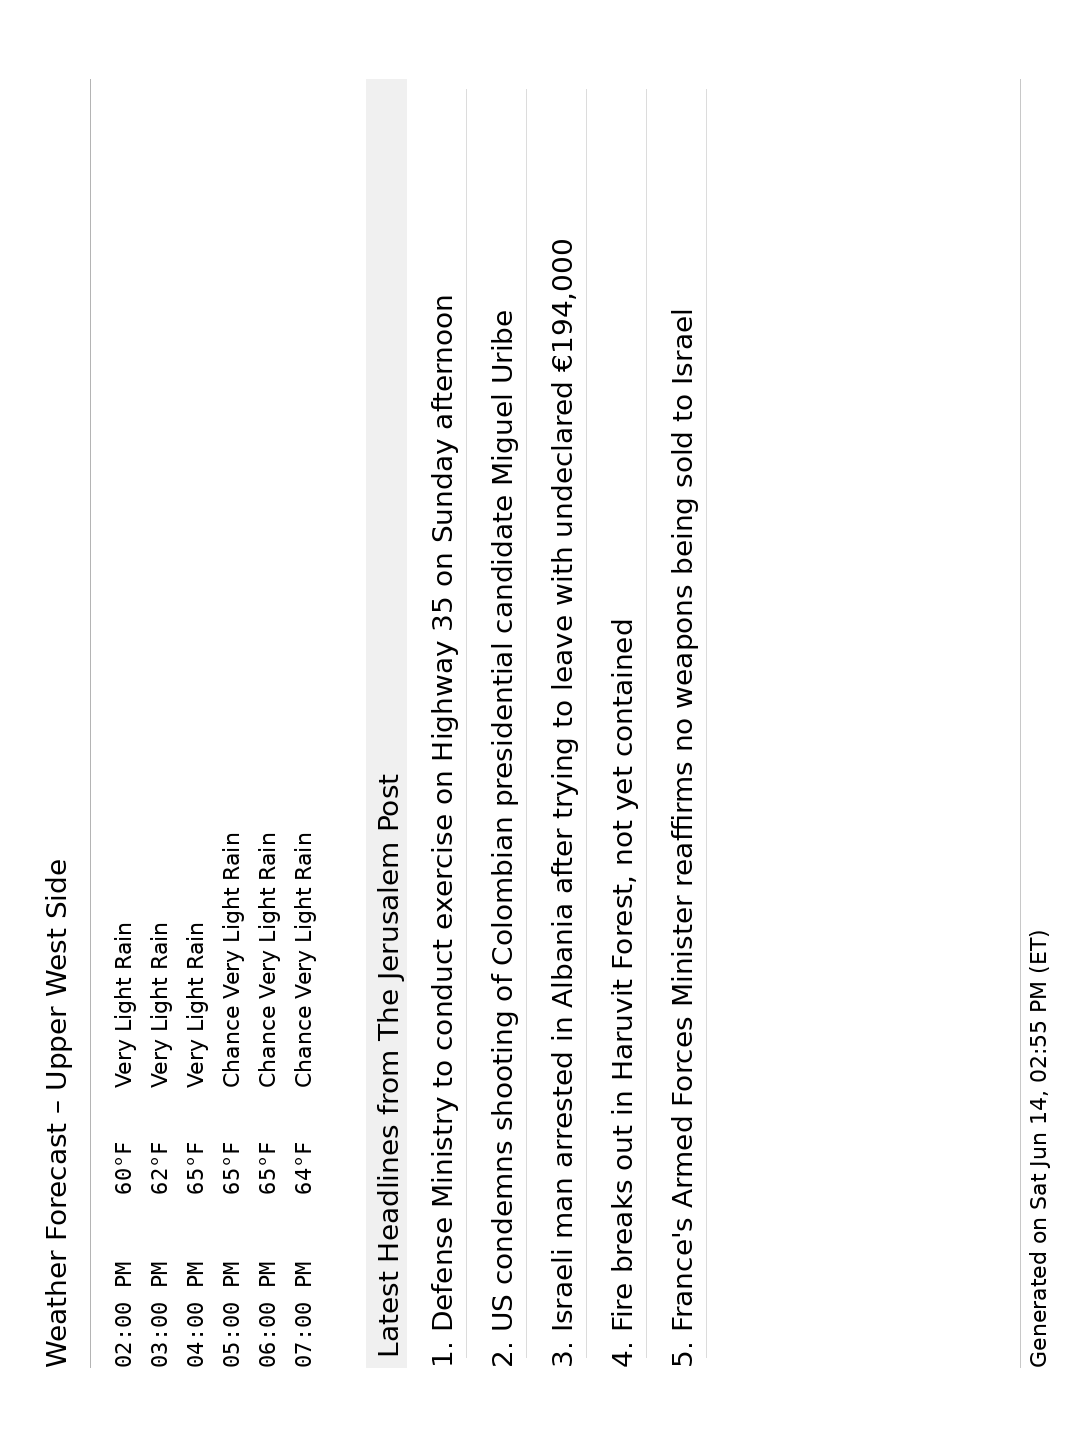 Weather Forecast – Upper West Side
02:00 PM 60°F Very Light Rain
03:00 PM 62°F Very Light Rain
04:00 PM 65°F Very Light Rain
05:00 PM 65°F Chance Very Light Rain
06:00 PM 65°F Chance Very Light Rain
07:00 PM 64°F Chance Very Light Rain
Latest Headlines from The Jerusalem Post
1. Defense Ministry to conduct exercise on Highway 35 on Sunday afternoon
2. US condemns shooting of Colombian presidential candidate Miguel Uribe
3. Israeli man arrested in Albania after trying to leave with undeclared €194,000
4. Fire breaks out in Haruvit Forest, not yet contained
5. France's Armed Forces Minister reaffirms no weapons being sold to Israel
Generated on Sat Jun 14, 02:55 PM (ET)